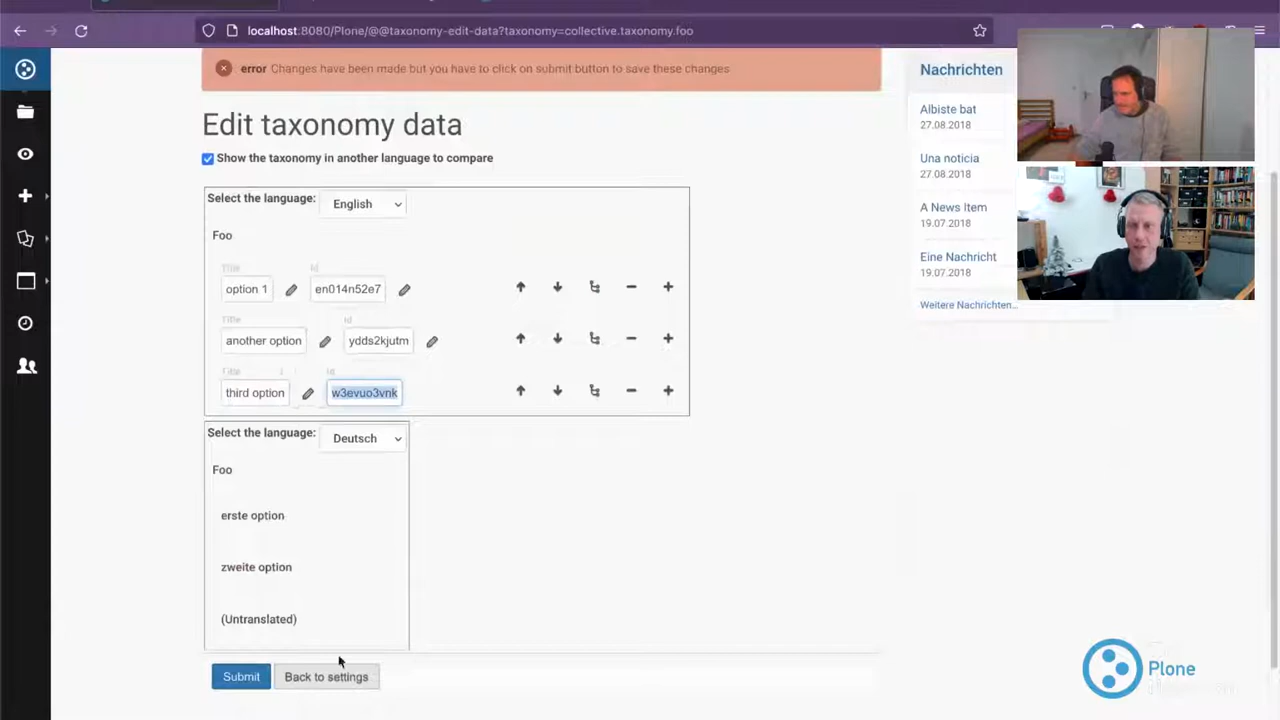 localhost:8080/Plone/@@taxonomy-edit-data?taxonomy=collective.taxonomy.foo
error Changes have been made but you have to click on submit button to save these changes
Edit taxonomy data
Show the taxonomy in another language to compare
Select the language: English
Foo
Title Id
option 1 en014n52e7
Title Id
another option ydds2kjutm
Title Id
third option w3evuo3vnk
Select the language: Deutsch
Foo
erste option
zweite option
(Untranslated)
Submit Back to settings
Nachrichten
Albiste bat
27.08.2018
Una noticia
27.08.2018
A News Item
19.07.2018
Eine Nachricht
19.07.2018
Weitere Nachrichten...
Plone